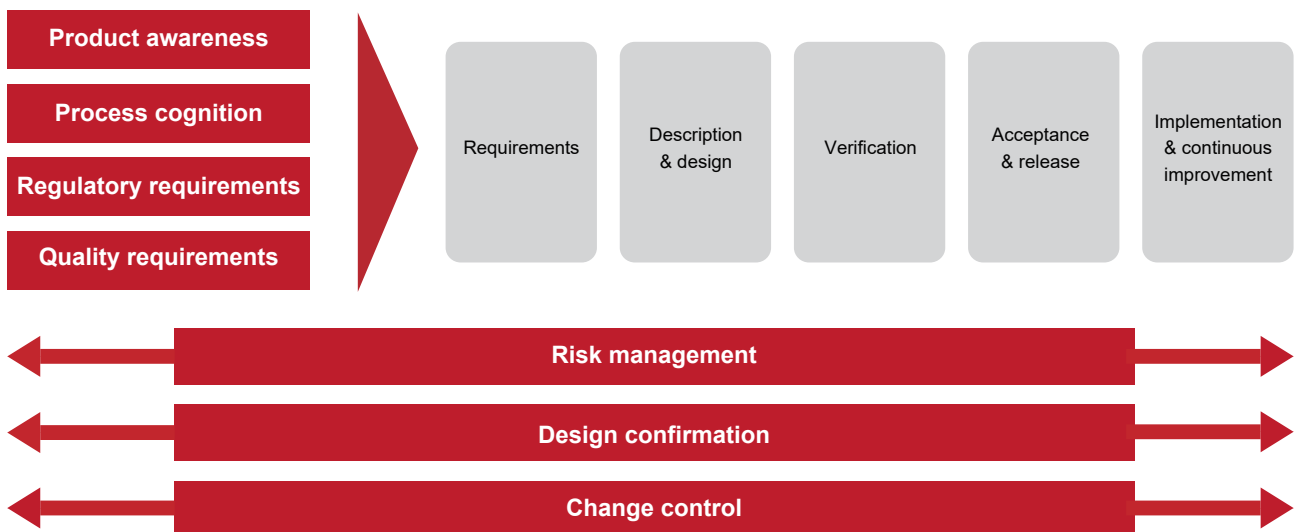 Product awareness
Process cognition
Regulatory requirements
Quality requirements
Requirements
Description
& design
Verification
Acceptance
& release
Implementation
& continuous
improvement
Risk management
Design confirmation
Change control